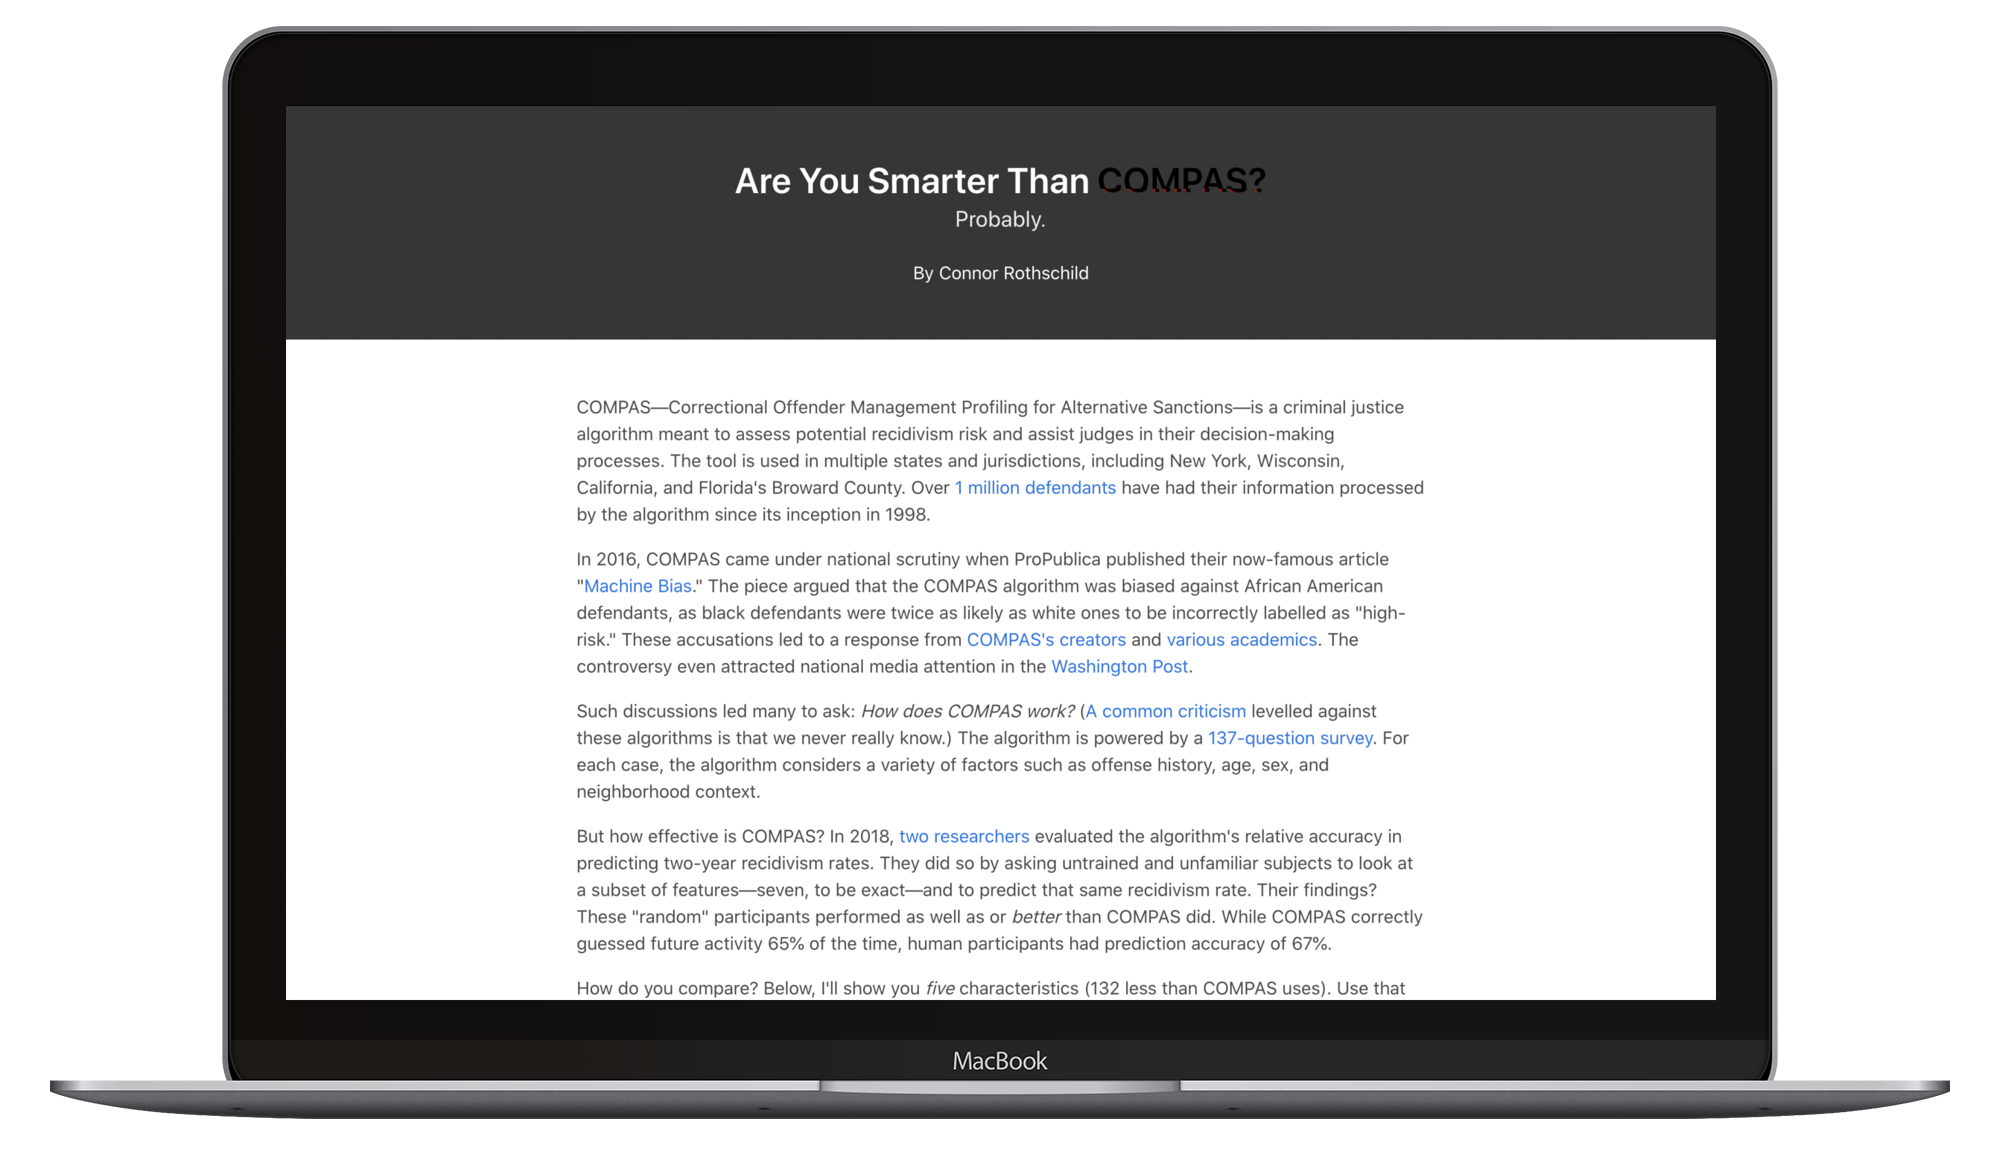 Are You Smarter Than COMPAS?
Probably.
By Connor Rothschild
COMPAS—Correctional Offender Management Profiling for Alternative Sanctions—is a criminal justice
algorithm meant to assess potential recidivism risk and assist judges in their decision-making
processes. The tool is used in multiple states and jurisdictions, including New York, Wisconsin,
California, and Florida's Broward County. Over 1 million defendants have had their information processed
by the algorithm since its inception in 1998.
In 2016, COMPAS came under national scrutiny when ProPublica published their now-famous article
"Machine Bias." The piece argued that the COMPAS algorithm was biased against African American
defendants, as black defendants were twice as likely as white ones to be incorrectly labelled as "high-
risk." These accusations led to a response from COMPAS's creators and various academics. The
controversy even attracted national media attention in the Washington Post.
Such discussions led many to ask: How does COMPAS work? (A common criticism levelled against
these algorithms is that we never really know.) The algorithm is powered by a 137-question survey. For
each case, the algorithm considers a variety of factors such as offense history, age, sex, and
neighborhood context.
But how effective is COMPAS? In 2018, two researchers evaluated the algorithm's relative accuracy in
predicting two-year recidivism rates. They did so by asking untrained and unfamiliar subjects to look at
a subset of features—seven, to be exact—and to predict that same recidivism rate. Their findings?
These "random" participants performed as well as or better than COMPAS did. While COMPAS correctly
guessed future activity 65% of the time, human participants had prediction accuracy of 67%.
How do you compare? Below, I'll show you five characteristics (132 less than COMPAS uses). Use that
MacBook